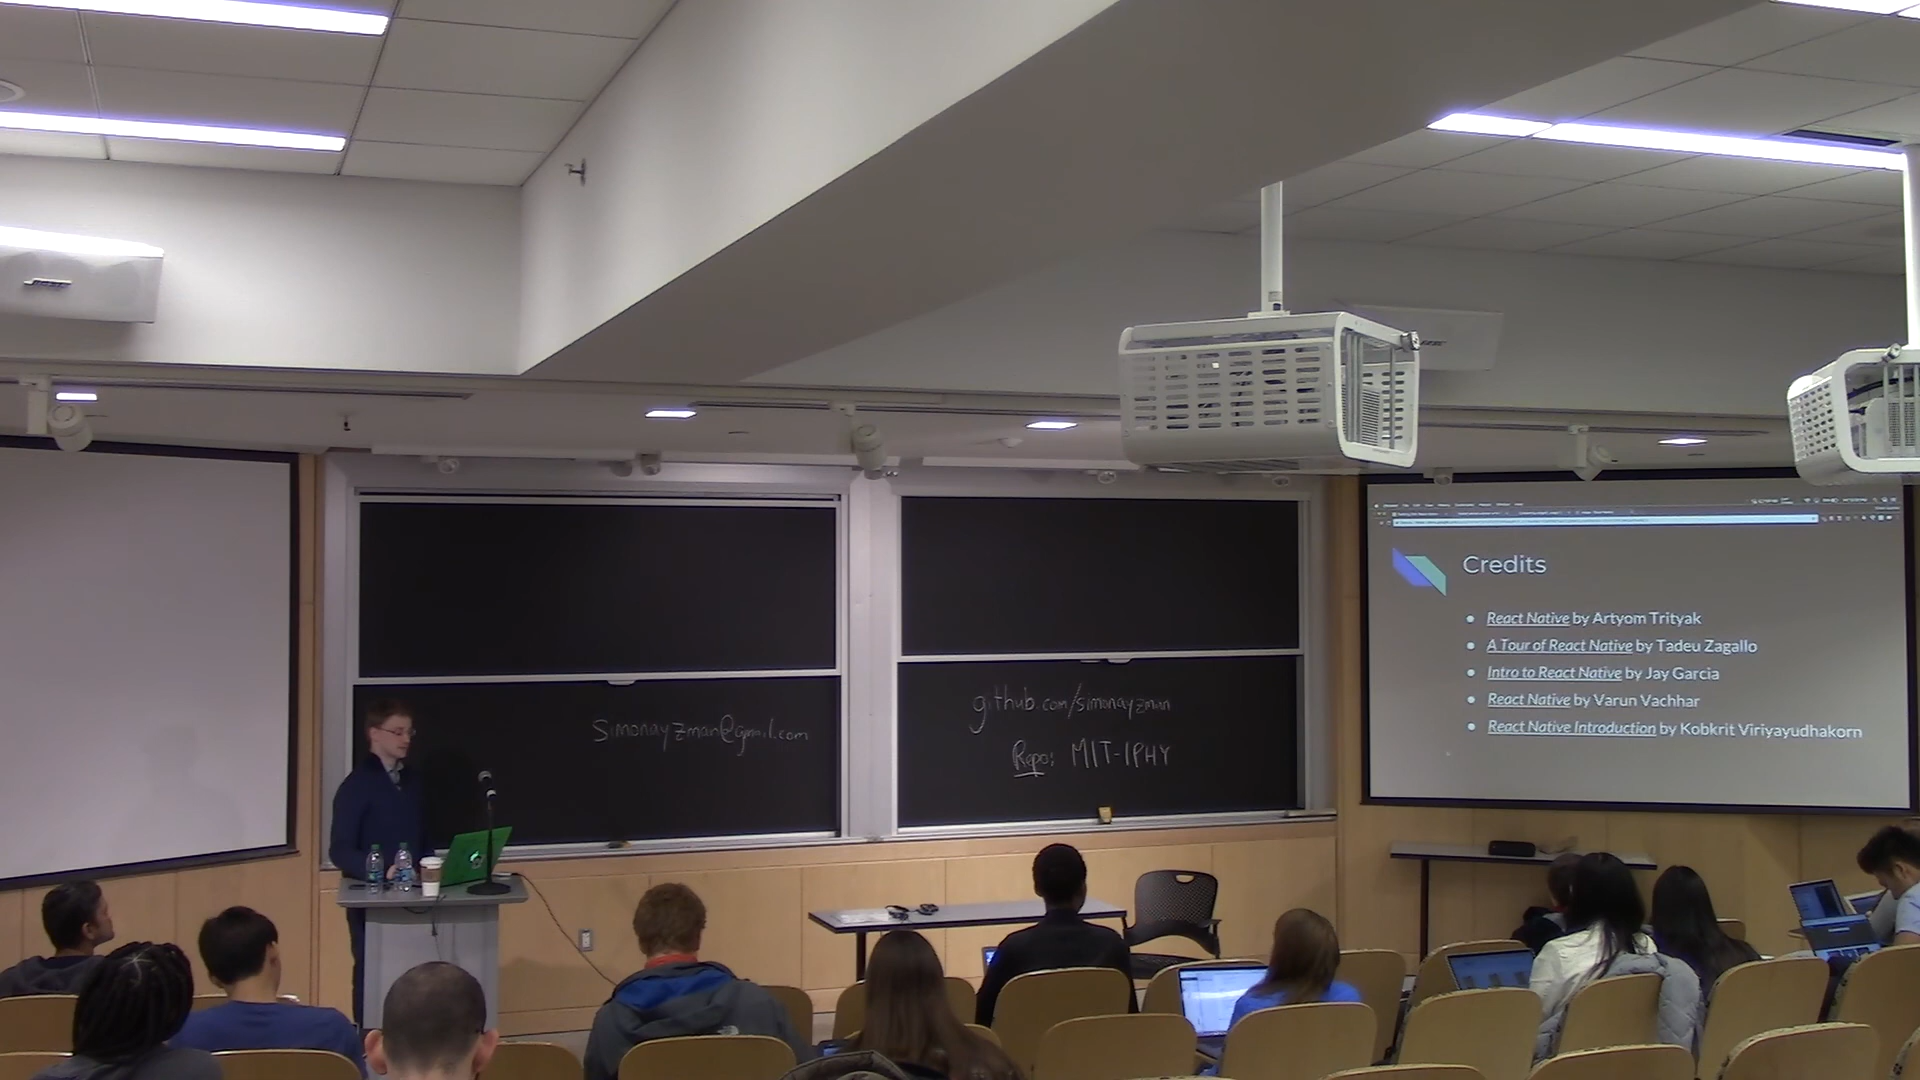 simonayzman@gmail.com
github.com/simonayzman
Repo: MIT-IPHY
Credits
React Native by Artyom Trityak
A Tour of React Native by Tadeu Zagallo
Intro to React Native by Jay Garcia
React Native by Varun Vachhar
React Native Introduction by Kobkrit Viriyayudhakorn